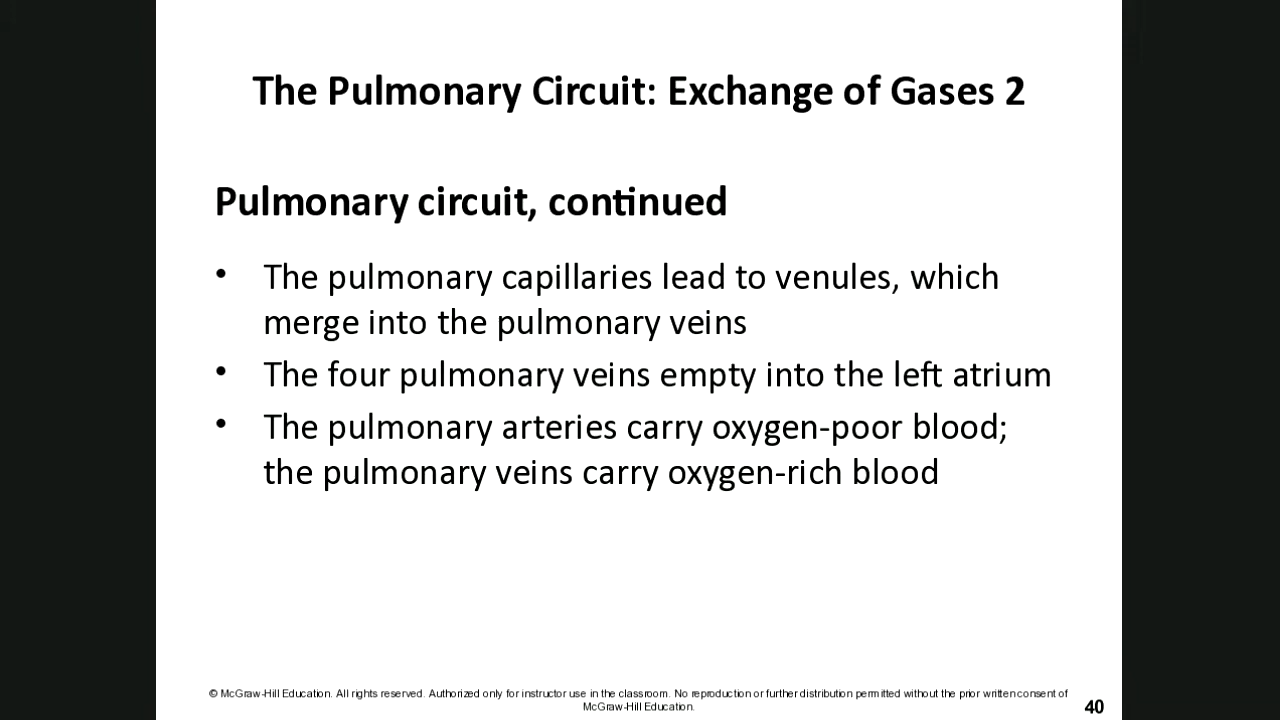 The Pulmonary Circuit: Exchange of Gases 2
Pulmonary circuit, continued
• The pulmonary capillaries lead to venules, which
merge into the pulmonary veins
• The four pulmonary veins empty into the left atrium
• The pulmonary arteries carry oxygen-poor blood;
the pulmonary veins carry oxygen-rich blood
© McGraw-Hill Education. All rights reserved. Authorized only for instructor use in the classroom. No reproduction or further distribution permitted without the prior written consent of
McGraw-Hill Education.
40